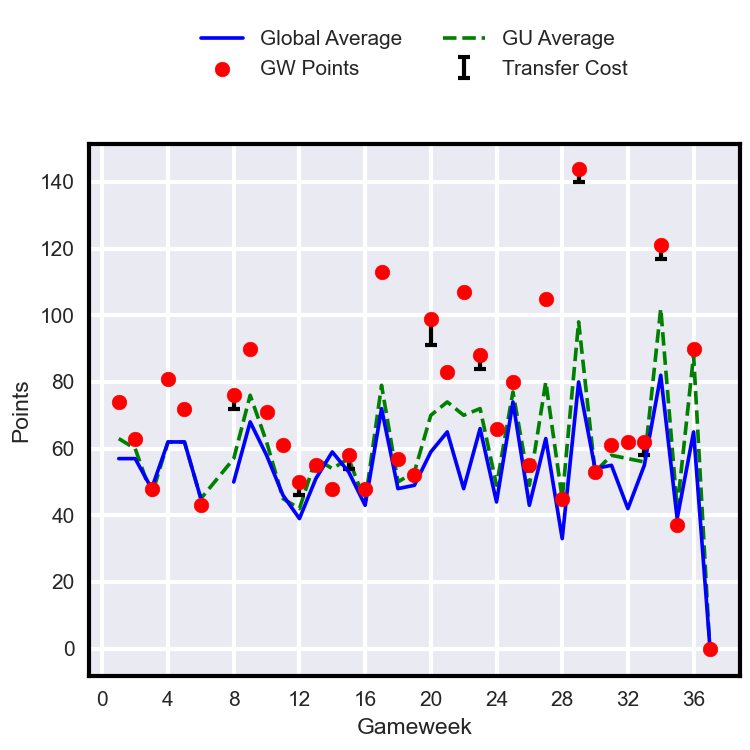 Global Average
GU Average
GW Points
Transfer Cost
140
120
100
80
60
40
20
0
Points
0 4 8 12 16 20 24 28 32 36
Gameweek